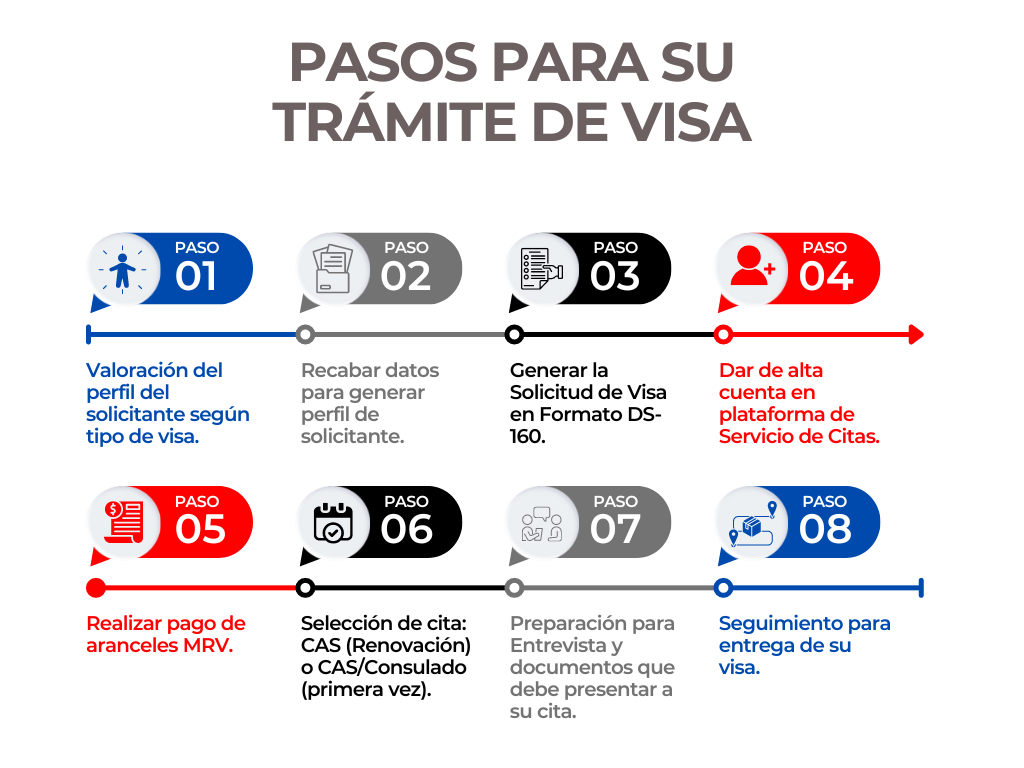 PASOS PARA SU
TRÁMITE DE VISA
PASO
01
Valoración del
perfil del
solicitante según
tipo de visa.
PASO
02
Recabar datos
para generar
perfil de
solicitante.
PASO
03
Generar la
Solicitud de Visa
en Formato DS-
160.
PASO
04
Dar de alta
cuenta en
plataforma de
Servicio de Citas.
PASO
05
$
Realizar pago de
aranceles MRV.
PASO
06
Selección de cita:
CAS (Renovación)
o CAS/Consulado
(primera vez).
PASO
07
Preparación para
Entrevista y
documentos que
debe presentar a
su cita.
PASO
08
Seguimiento para
entrega de su
visa.